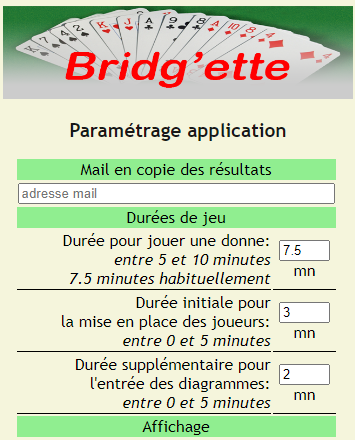 Bridg'ette
Paramétrage application
Mail en copie des résultats
adresse mail
Durées de jeu
Durée pour jouer une donne:
entre 5 et 10 minutes
7.5 minutes habituellement
7.5
mn
Durée initiale pour
la mise en place des joueurs:
entre 0 et 5 minutes
3
mn
Durée supplémentaire pour
l'entrée des diagrammes:
entre 0 et 5 minutes
2
mn
Affichage